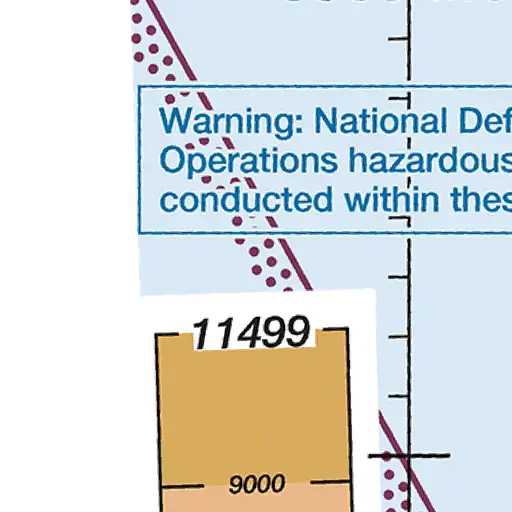 Warning: National Def
Operations hazardous
conducted within thes
11499
9000